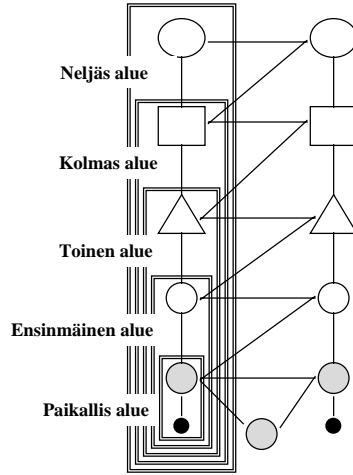 Neljäs alue
Kolmas alue
Toinen alue
Ensinmäinen alue
Paikallis alue